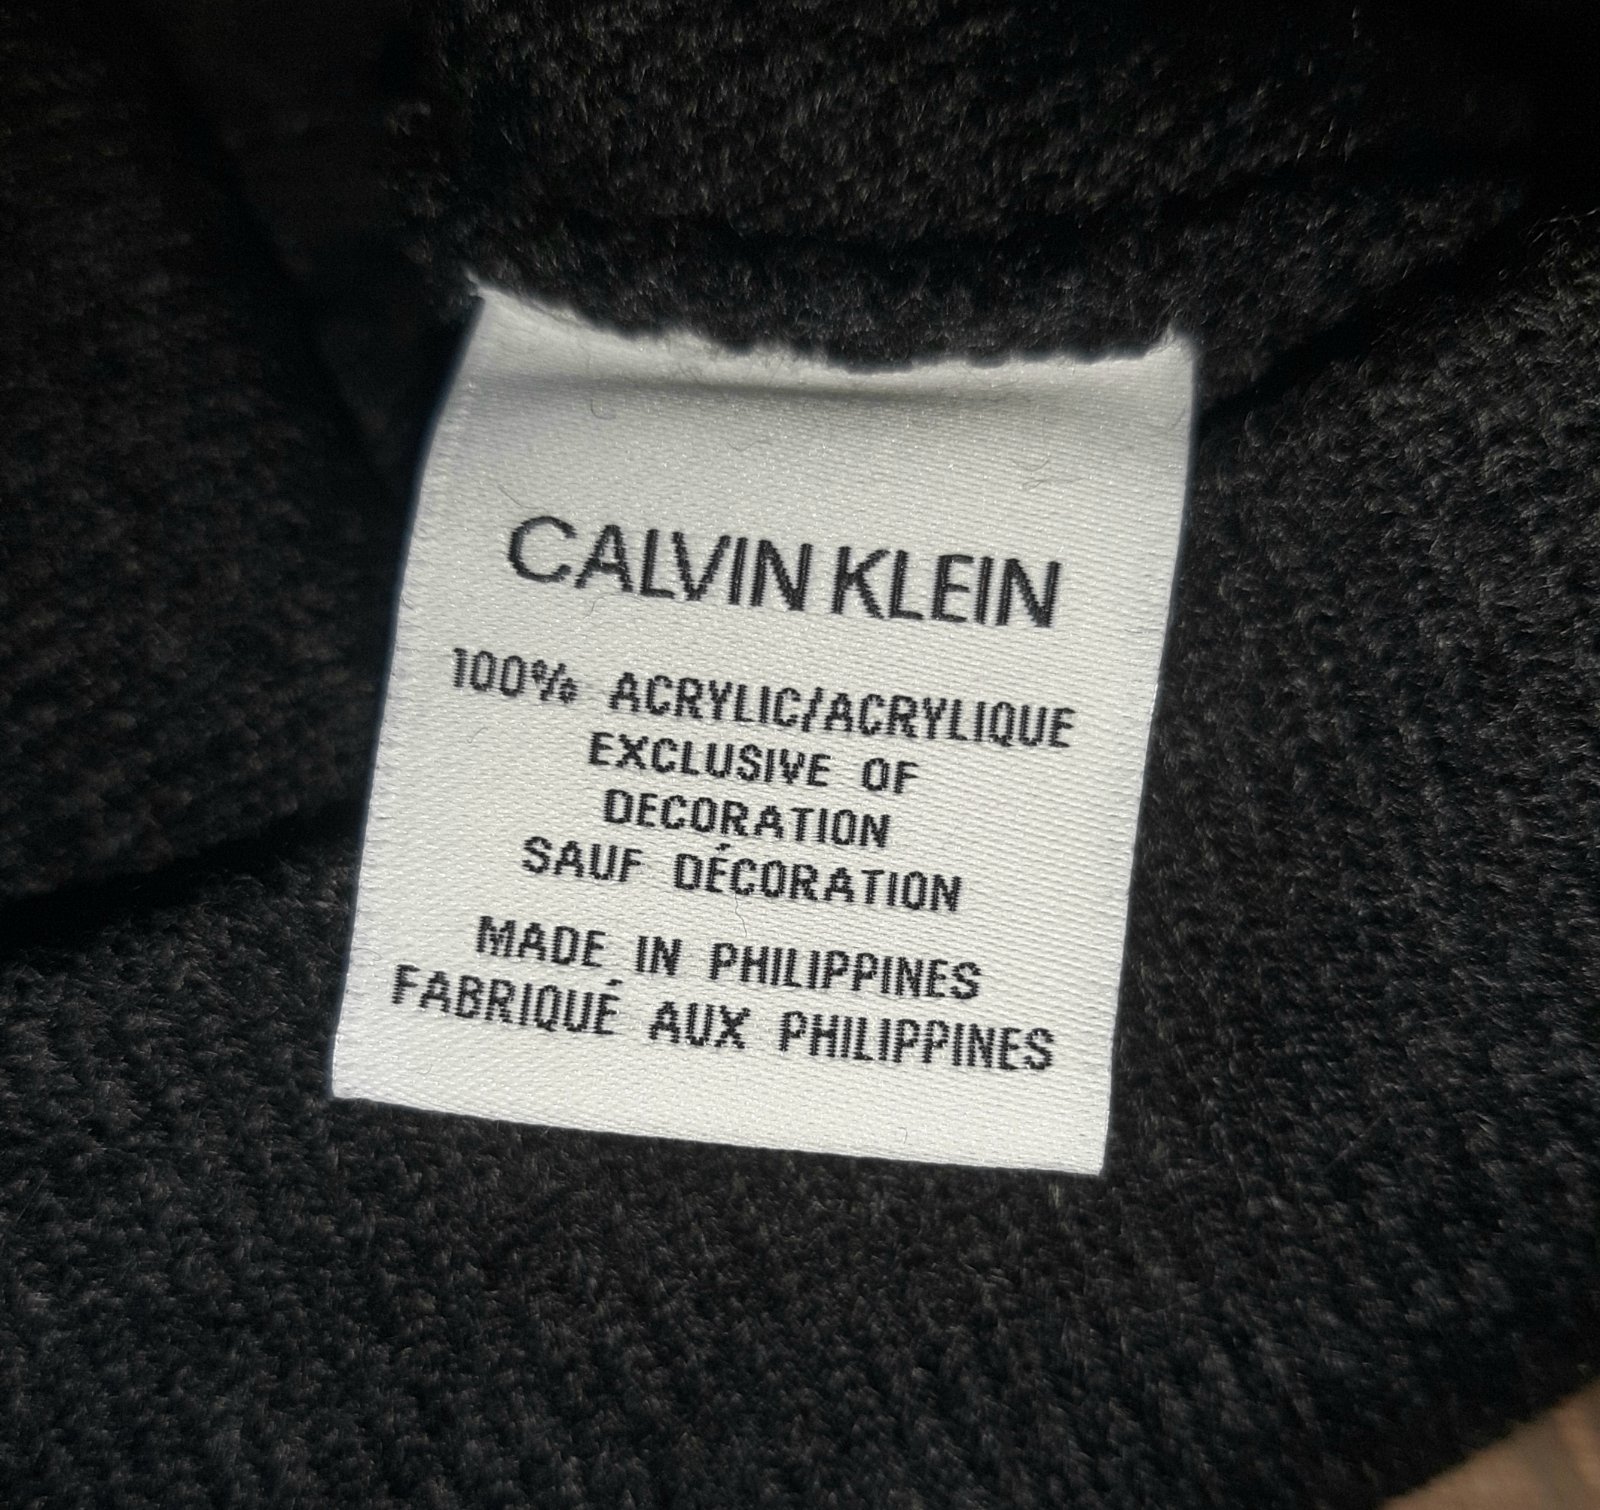 CALVIN KLEIN
100% ACRYLIC/ACRYLIQUE
EXCLUSIVE OF
DECORATION
SAUF DÉCORATION
MADE IN PHILIPPINES
FABRIQUÉ AUX PHILIPPINES